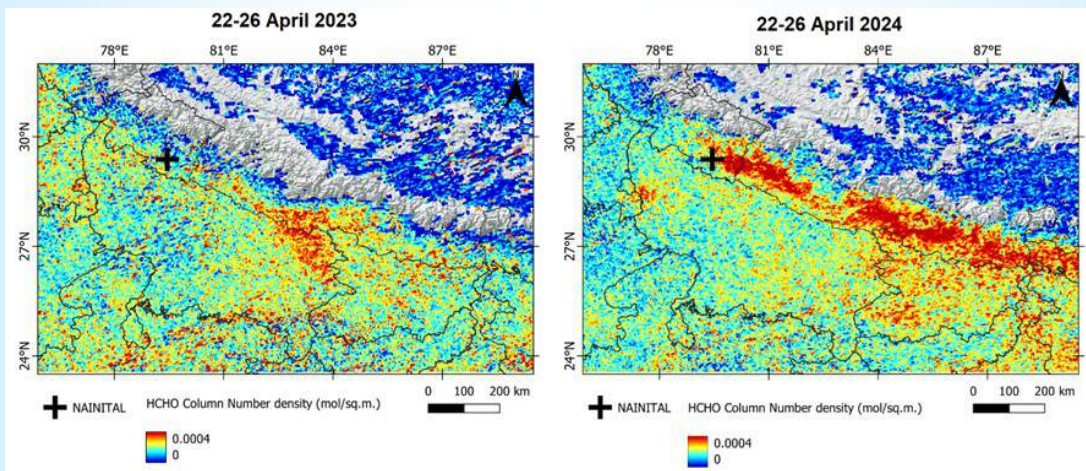 22-26 April 2023
78°E 81°E 84°E 87°E
30°N
27°N
24°N
NAINITAL HCHO Column Number density (mol/sq.m.)
0 100 200 km
0.0004
0
22-26 April 2024
78°E 81°E 84°E 87°E
30°N
27°N
24°N
NAINITAL HCHO Column Number density (mol/sq.m.)
0 100 200 km
0.0004
0